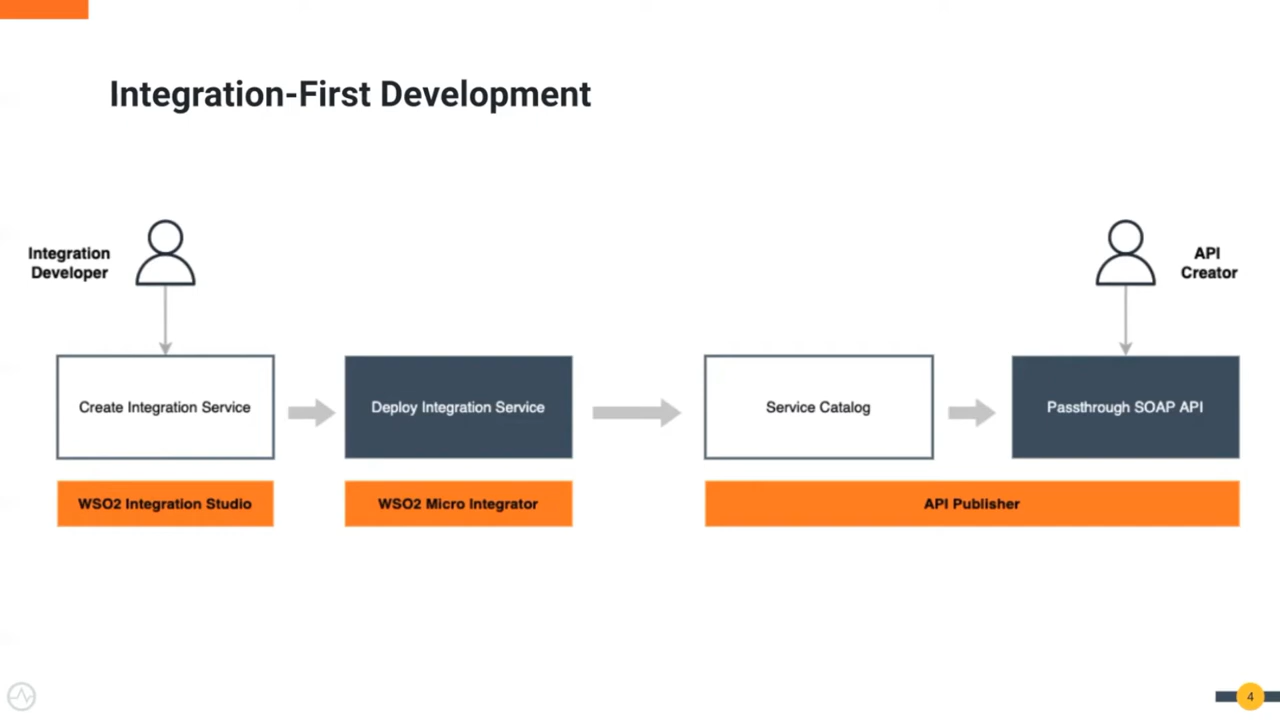 Integration-First Development
Integration
Developer
API
Creator
Create Integration Service
Deploy Integration Service
Service Catalog
Passthrough SOAP API
WSO2 Integration Studio
WSO2 Micro Integrator
API Publisher
4